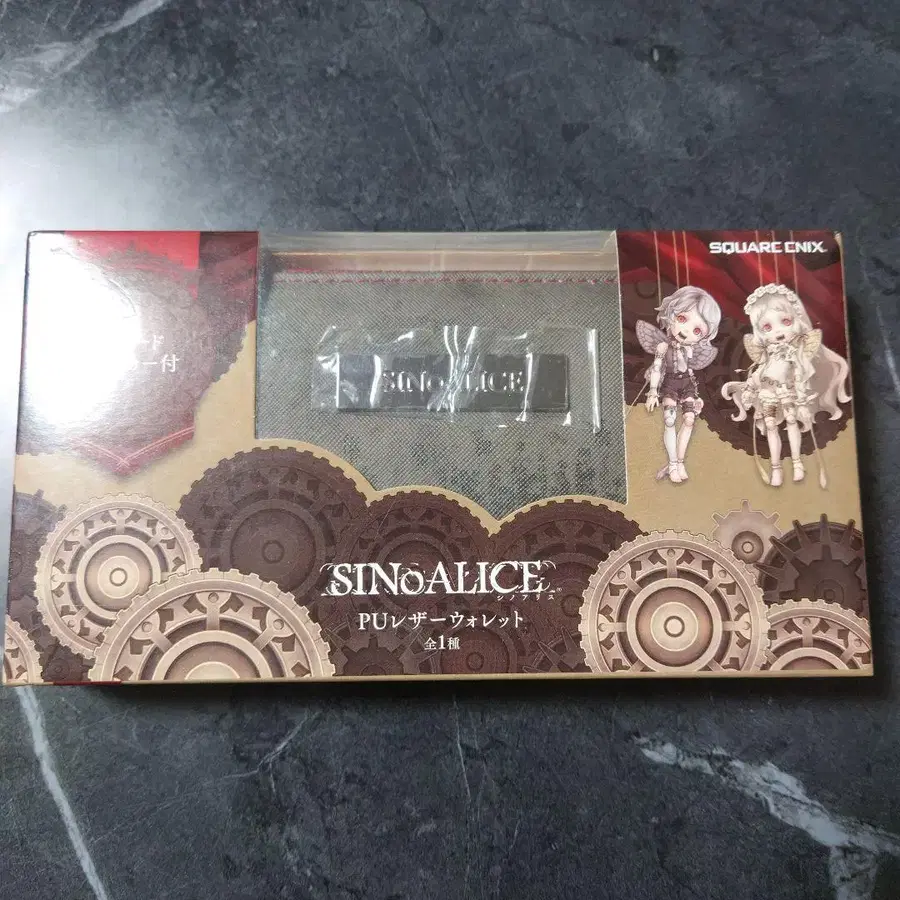 SQUARE ENIX®
ド
ー付
SINoALICE
SINoALICE®
シノアリス
PUレザーウォレット
全1種